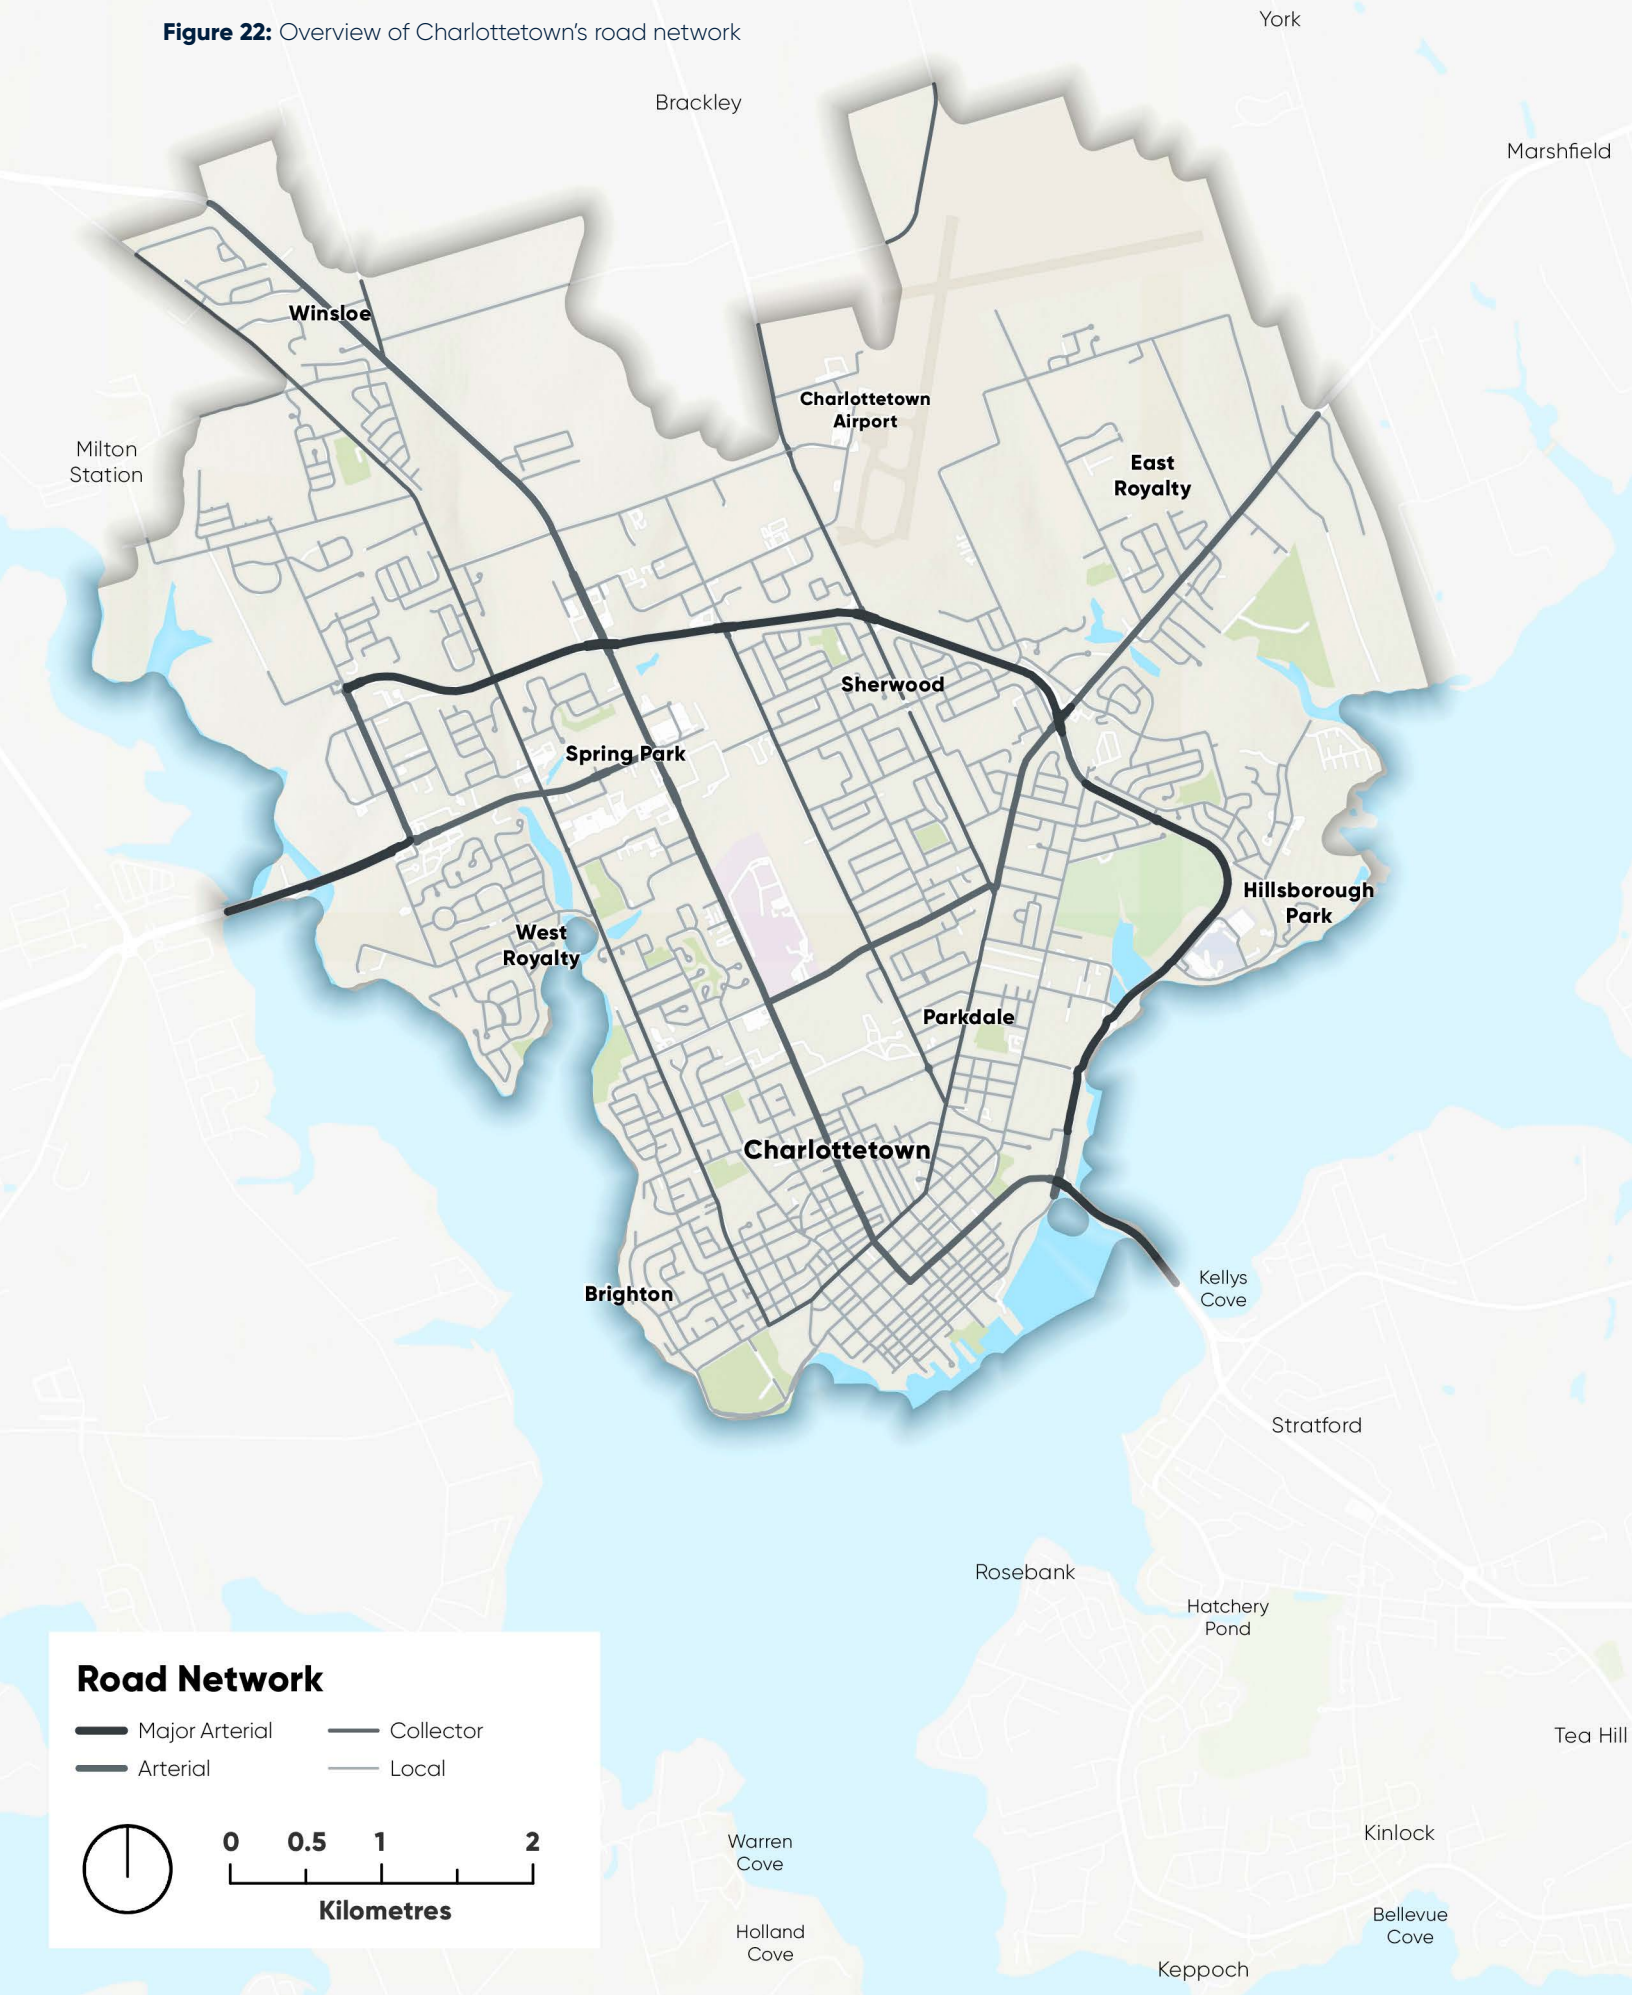 Figure 22: Overview of Charlottetown's road network
York
Brackley
Marshfield
Winsloe
Charlottetown
Airport
Milton
Station
East
Royalty
Sherwood
Spring Park
Hillsborough
Park
West
Royalty
Parkdale
Charlottetown
Brighton
Kellys
Cove
Stratford
Rosebank
Hatchery
Pond
Road Network
Major Arterial
Collector
Arterial
Local
Tea Hill
0 0.5 1 2
Kilometres
Warren
Cove
Kinlock
Holland
Cove
Bellevue
Cove
Keppoch